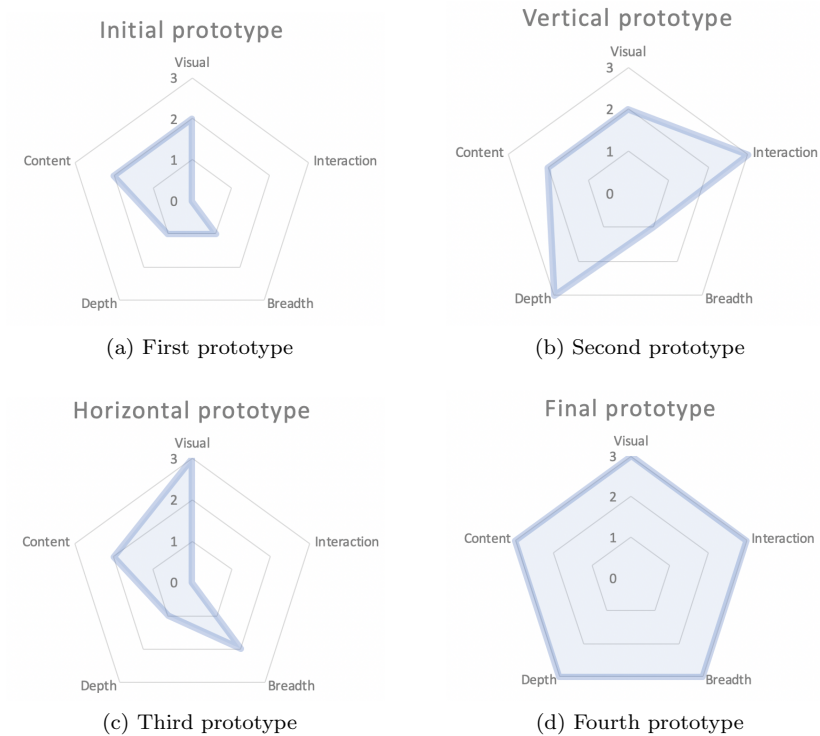 Initial prototype
Visual
3
2
1
0
Content
Interaction
Depth
Breadth
(a) First prototype
Vertical prototype
Visual
3
2
1
0
Content
Interaction
Depth
Breadth
(b) Second prototype
Horizontal prototype
Visual
3
2
1
0
Content
Interaction
Depth
Breadth
(c) Third prototype
Final prototype
Visual
3
2
1
0
Content
Interaction
Depth
Breadth
(d) Fourth prototype